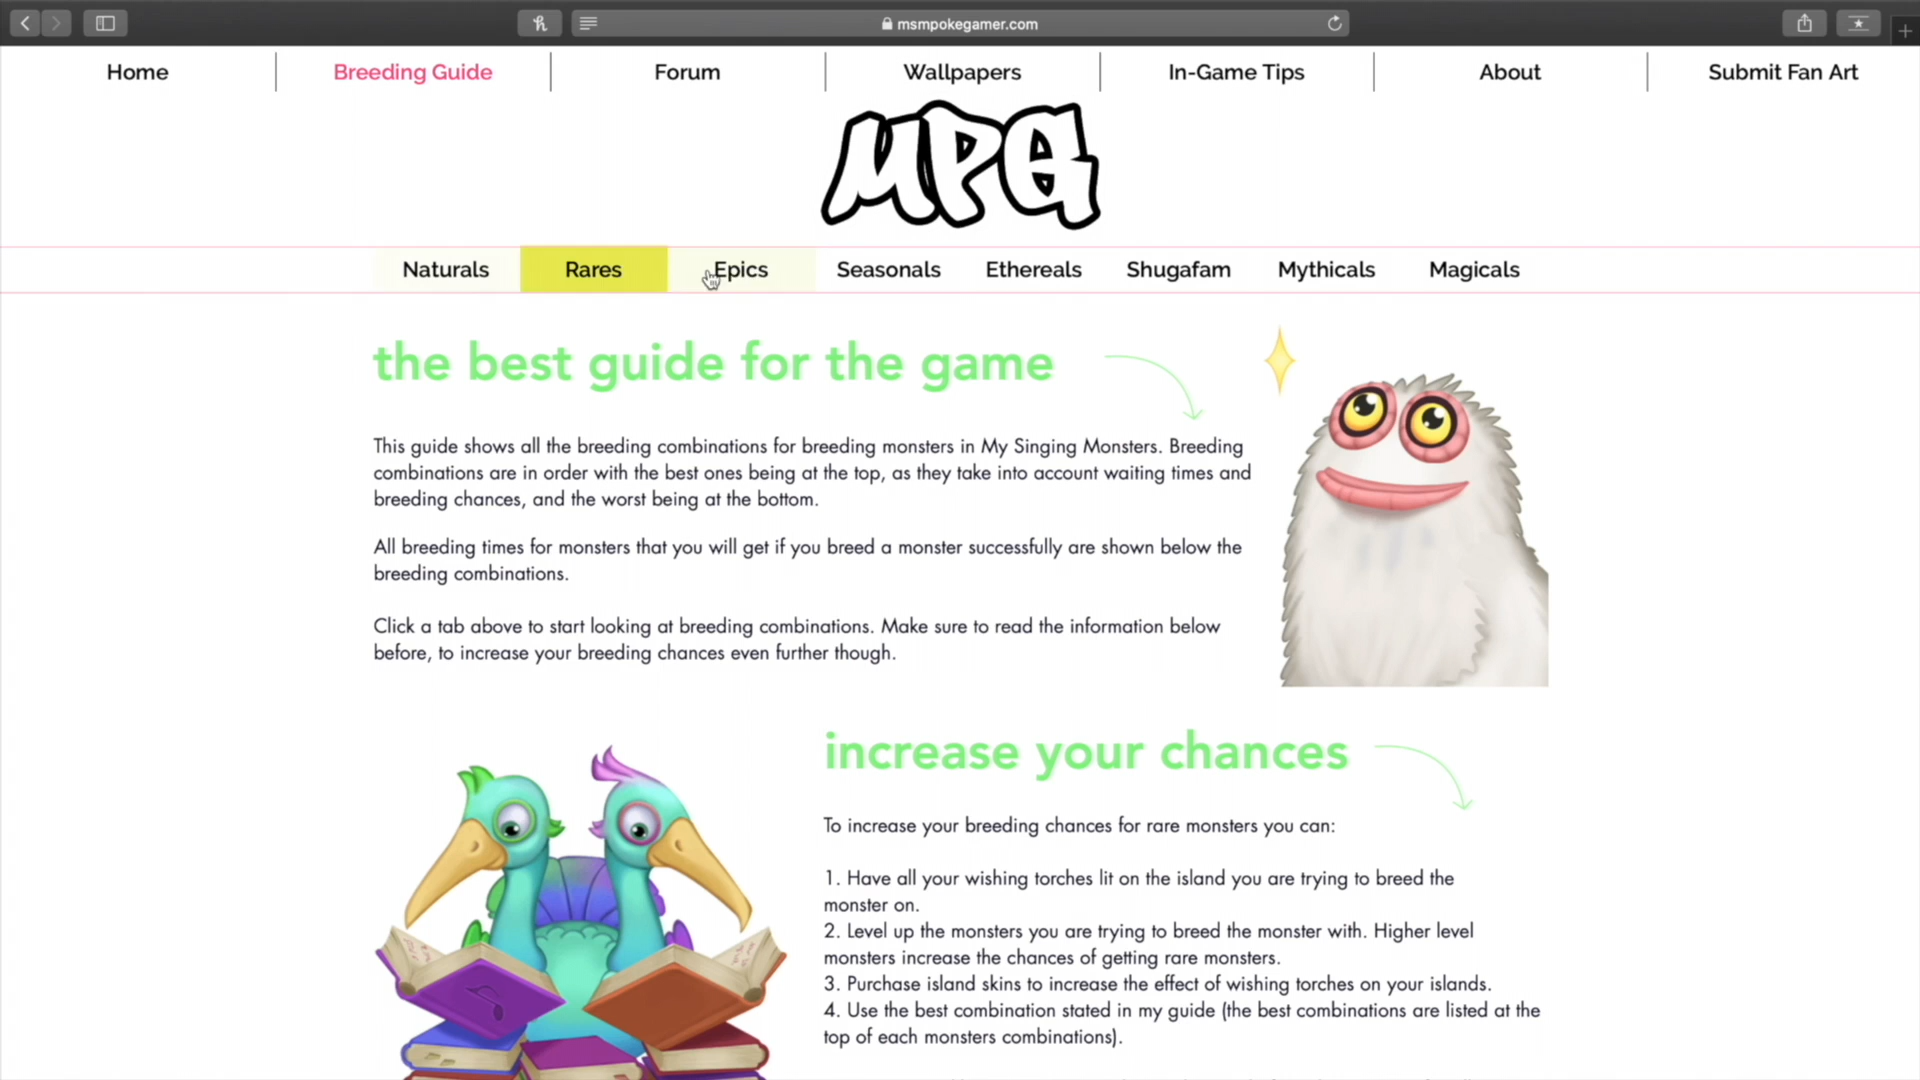 msmpokegamer.com
Home
Breeding Guide
Forum
Wallpapers
In-Game Tips
About
Submit Fan Art
MPG
Naturals
Rares
Epics
Seasonals
Ethereals
Shugafam
Mythicals
Magicals
the best guide for the game
This guide shows all the breeding combinations for breeding monsters in My Singing Monsters. Breeding
combinations are in order with the best ones being at the top, as they take into account waiting times and
breeding chances, and the worst being at the bottom.
All breeding times for monsters that you will get if you breed a monster successfully are shown below the
breeding combinations.
Click a tab above to start looking at breeding combinations. Make sure to read the information below
before, to increase your breeding chances even further though.
increase your chances
To increase your breeding chances for rare monsters you can:
1. Have all your wishing torches lit on the island you are trying to breed the
monster on.
2. Level up the monsters you are trying to breed the monster with. Higher level
monsters increase the chances of getting rare monsters.
3. Purchase island skins to increase the effect of wishing torches on your islands.
4. Use the best combination stated in my guide (the best combinations are listed at the
top of each monsters combinations).